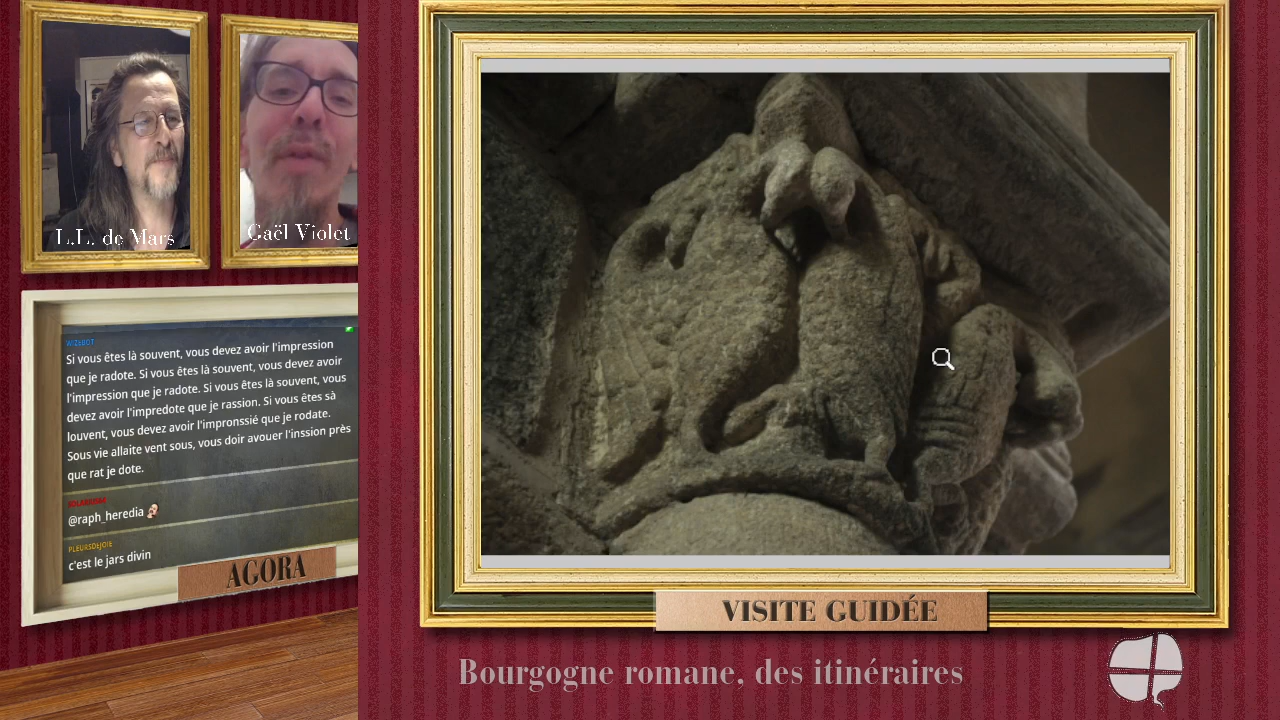 L.L. de Mars
Gaël Violet
WIZEBOT
Si vous êtes là souvent, vous devez avoir l'impression
que je radote. Si vous êtes là souvent, vous devez avoir
l'impression que je radote. Si vous êtes là souvent, vous
devez avoir l'impredote que je rassion. Si vous êtes sà
louvent, vous devez avoir l'impronssié que je rodate.
Sous vie allaite vent sous, vous doir avouer l'inssion près
que rat je dote.
@raph_heredia
PLEURSDEJOIE
c'est le jars divin
AGORA
VISITE GUIDÉE
Bourgogne romane, des itinéraires